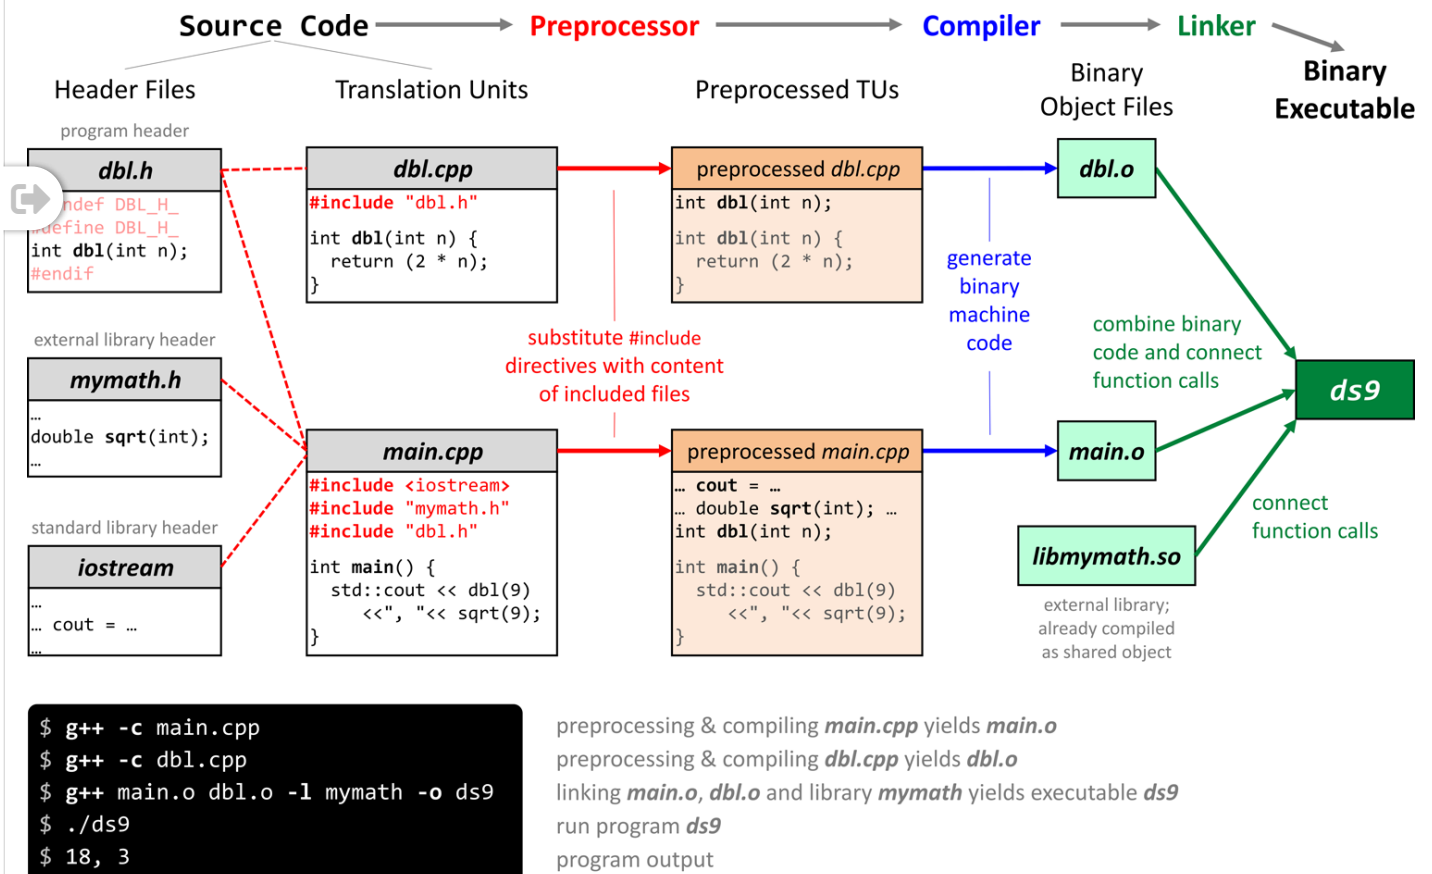 Source Code
Preprocessor
Compiler
Linker
Binary
Executable
Header Files
Translation Units
Preprocessed TUs
Binary
Object Files
program header
dbl.h
ndef DBL_H_
#define DBL_H_
int dbl(int n);
#endif
external library header
mymath.h
…
double sqrt(int);
…
standard library header
iostream
…
… cout = …
…
dbl.cpp
#include "dbl.h"
int dbl(int n) {
return (2 * n);
}
main.cpp
#include <iostream>
#include "mymath.h"
#include "dbl.h"
int main() {
std::cout << dbl(9)
<<", "<< sqrt(9);
}
substitute #include
directives with content
of included files
preprocessed dbl.cpp
int dbl(int n);
int dbl(int n) {
return (2 * n);
}
preprocessed main.cpp
… cout = …
… double sqrt(int); …
int dbl(int n);
int main() {
std::cout << dbl(9)
<<", "<< sqrt(9);
}
generate
binary
machine
code
dbl.o
main.o
libmymath.so
external library;
already compiled
as shared object
combine binary
code and connect
function calls
connect
function calls
ds9
$ g++ -c main.cpp
preprocessing & compiling main.cpp yields main.o
$ g++ -c dbl.cpp
preprocessing & compiling dbl.cpp yields dbl.o
$ g++ main.o dbl.o -l mymath -o ds9
linking main.o, dbl.o and library mymath yields executable ds9
$ ./ds9
run program ds9
$ 18, 3
program output